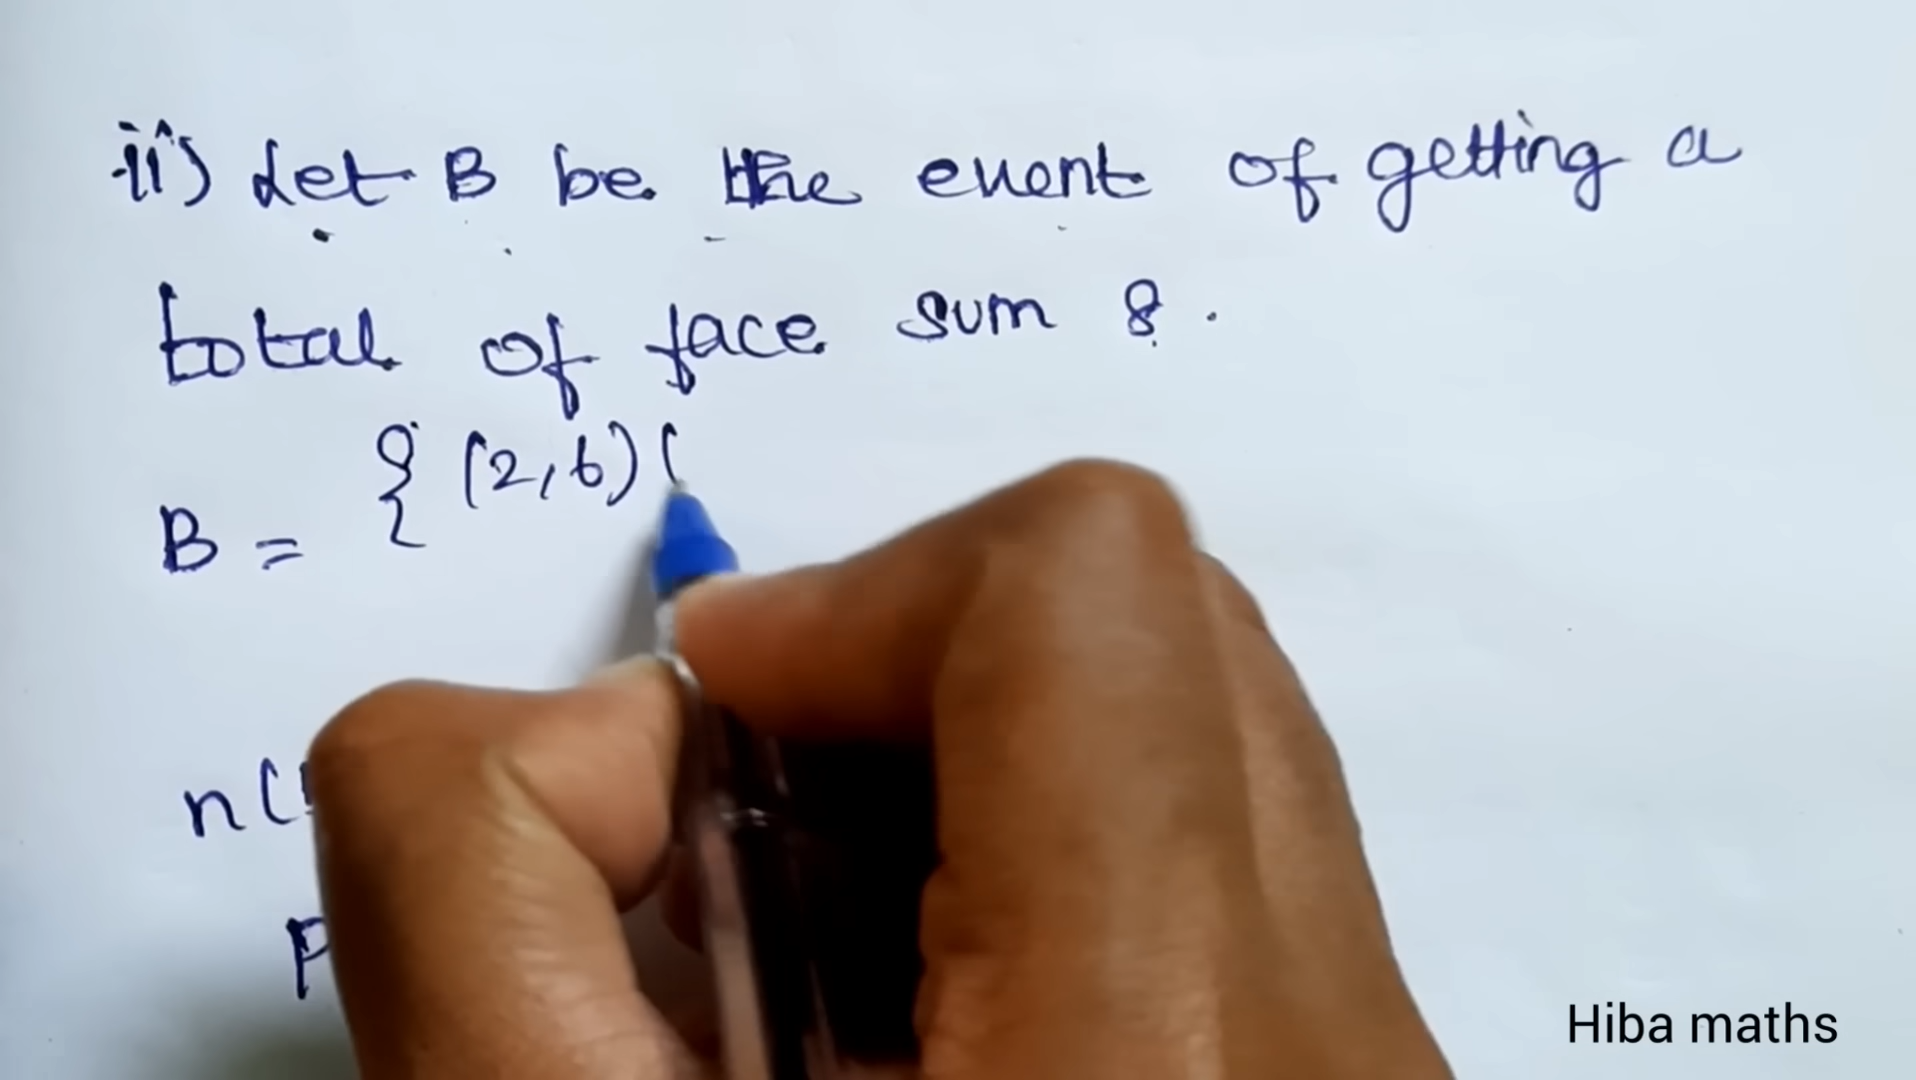 ii) Let B be the event of getting a
total of face sum 8.
B = { (2,6) (
n(
P
Hiba maths